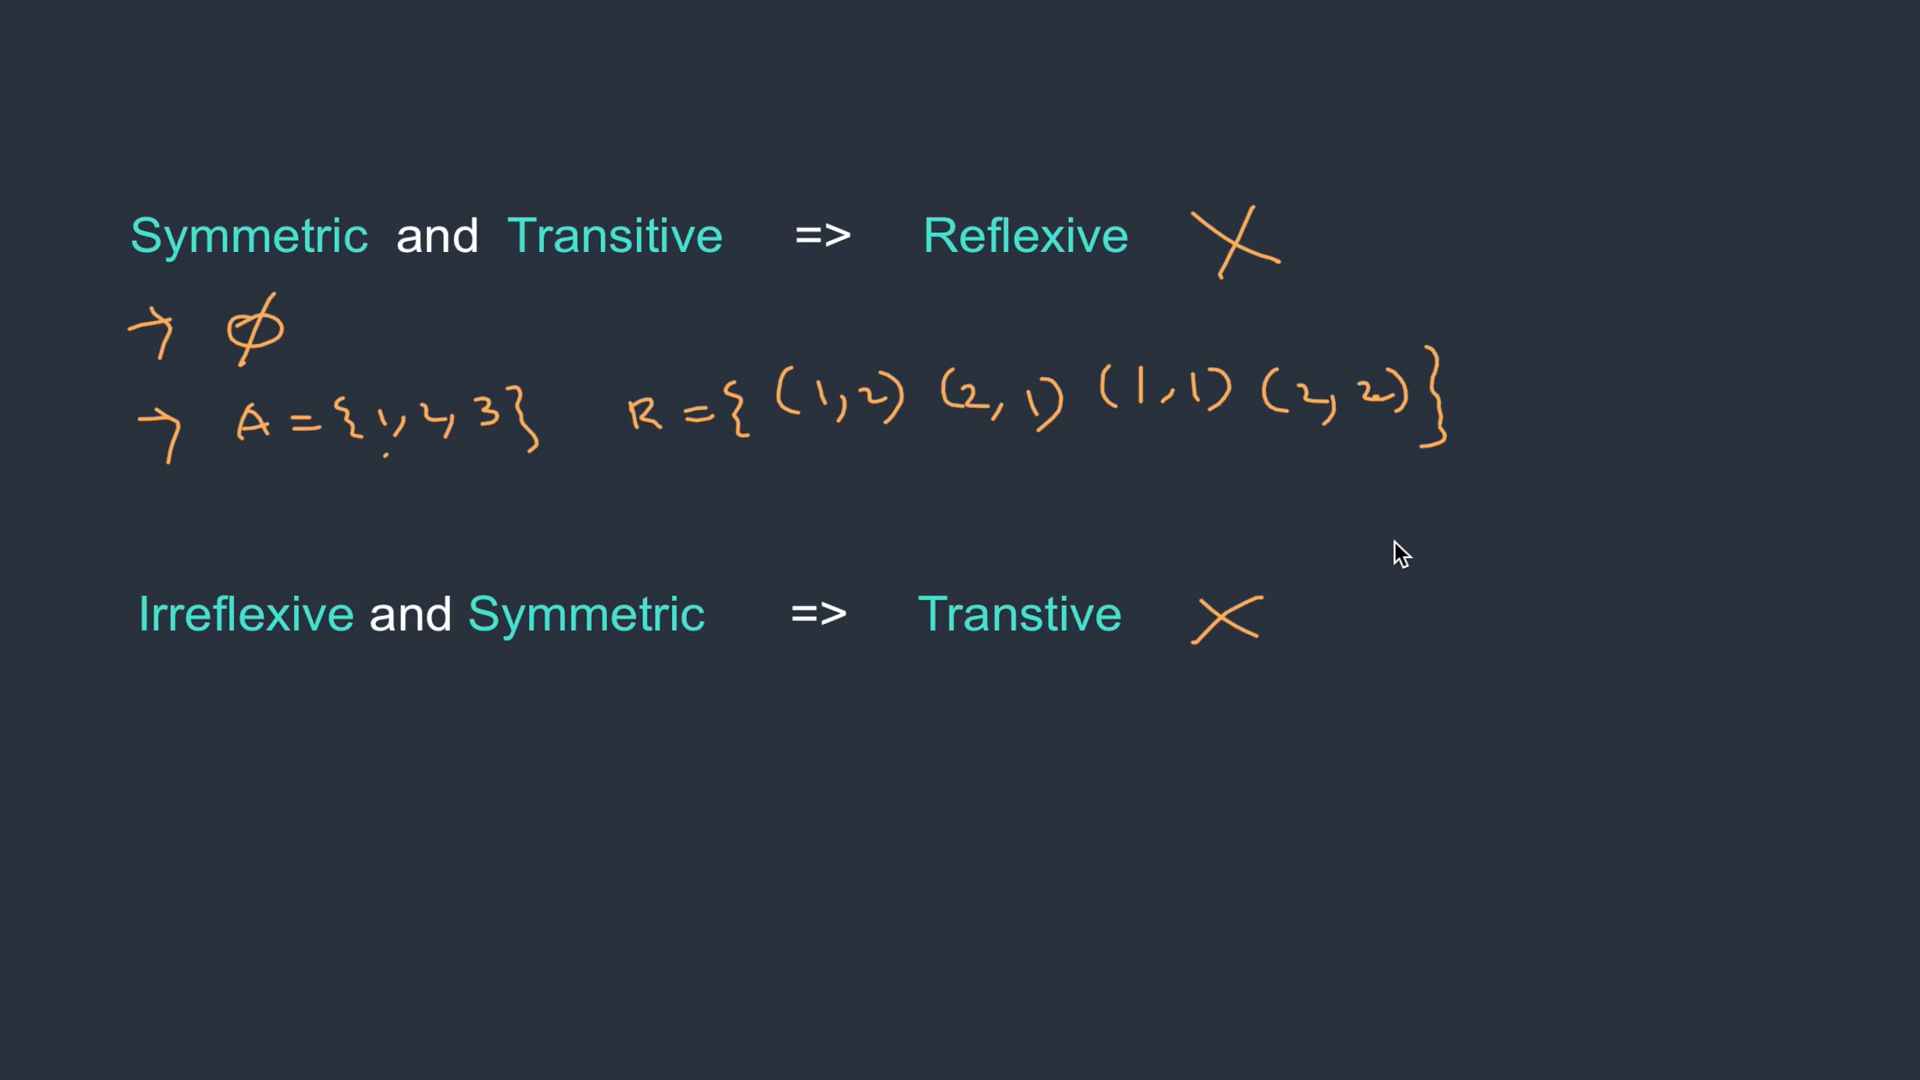 Symmetric and Transitive => Reflexive X
→ ϕ
→ A = {1, 2, 3} R = { (1,2) (2,1) (1,1) (2,2) }
Irreflexive and Symmetric => Transtive X